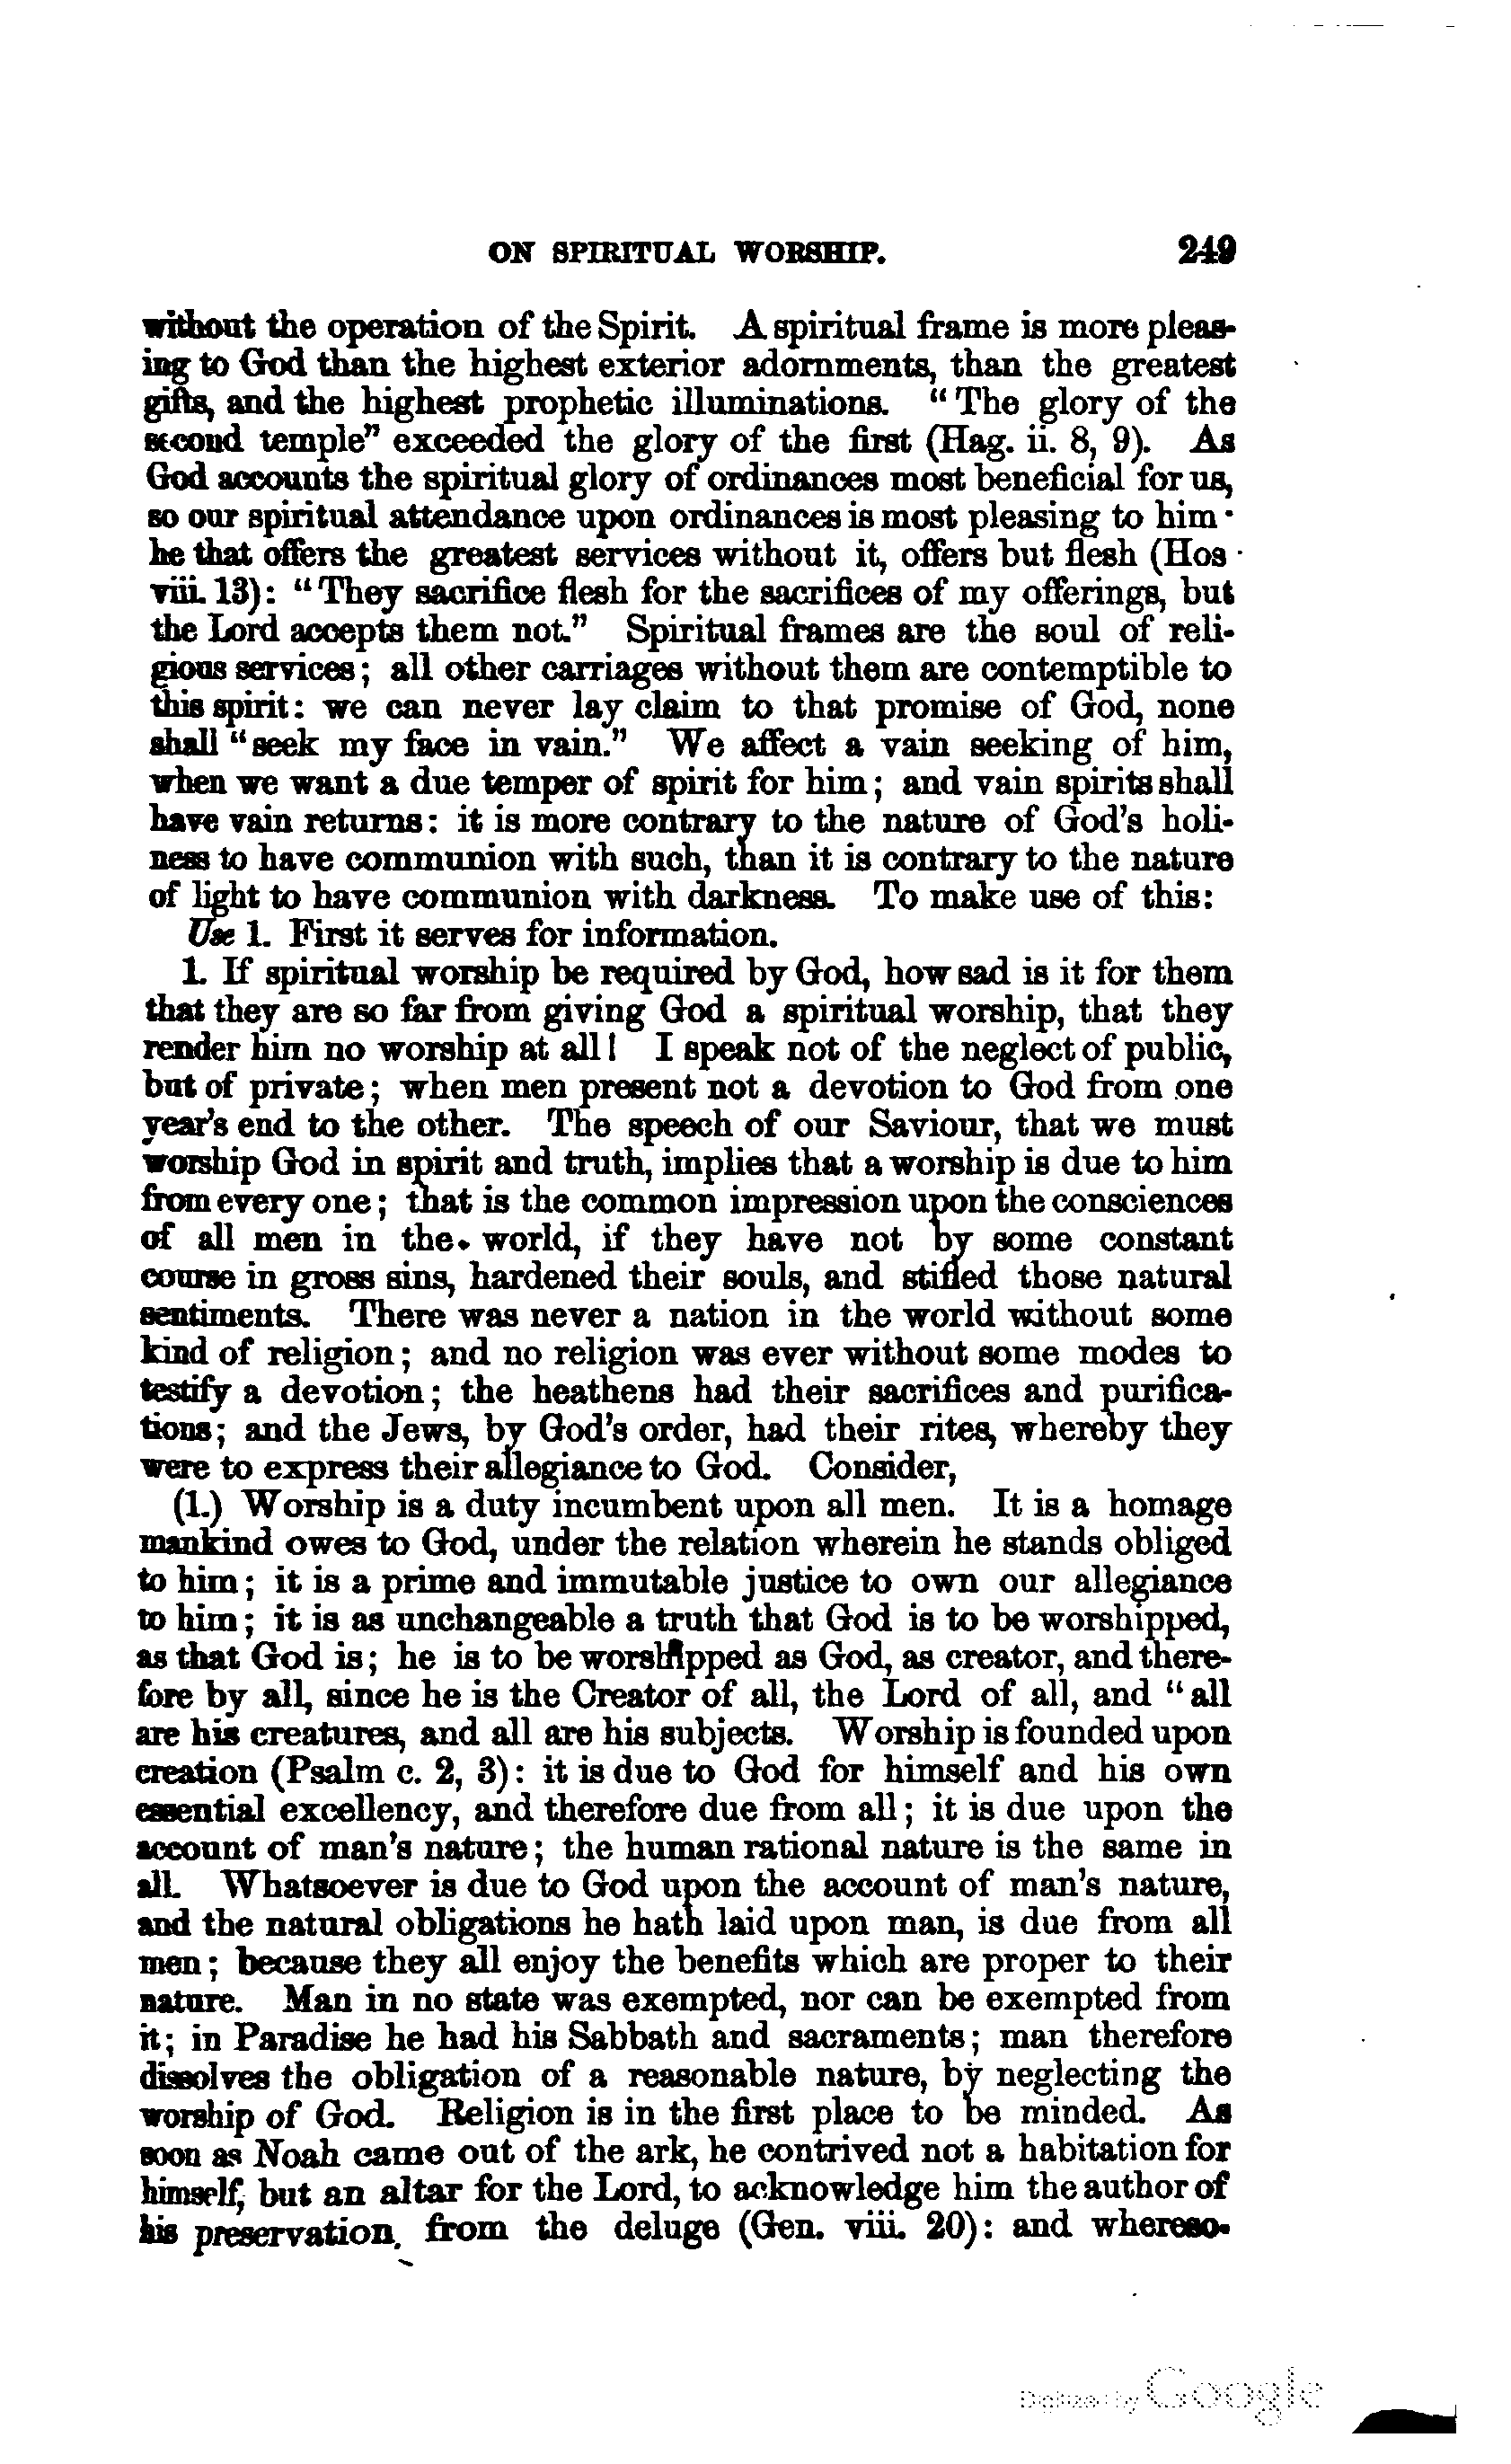 ON SPIRITUAL WORSHIP. 249
without the operation of the Spirit. A spiritual frame is more pleas-
ing to God than the highest exterior adornments, than the greatest
gifts, and the highest prophetic illuminations. "The glory of the
second temple" exceeded the glory of the first (Hag. ii. 8, 9). As
God accounts the spiritual glory of ordinances most beneficial for us,
so our spiritual attendance upon ordinances is most pleasing to him·
he that offers the greatest services without it, offers but flesh (Hos·
viii. 13): "They sacrifice flesh for the sacrifices of my offerings, but
the Lord accepts them not." Spiritual frames are the soul of reli-
gious services; all other carriages without them are contemptible to
this spirit: we can never lay claim to that promise of God, none
shall "seek my face in vain." We affect a vain seeking of him,
when we want a due temper of spirit for him; and vain spirits shall
have vain returns: it is more contrary to the nature of God's holi-
ness to have communion with such, than it is contrary to the nature
of light to have communion with darkness. To make use of this:
Use 1. First it serves for information.
1. If spiritual worship be required by God, how sad is it for them
that they are so far from giving God a spiritual worship, that they
render him no worship at all! I speak not of the neglect of public,
but of private; when men present not a devotion to God from one
year's end to the other. The speech of our Saviour, that we must
worship God in spirit and truth, implies that a worship is due to him
from every one; that is the common impression upon the consciences
of all men in the world, if they have not by some constant
course in gross sins, hardened their souls, and stifled those natural
sentiments. There was never a nation in the world without some
kind of religion; and no religion was ever without some modes to
testify a devotion; the heathens had their sacrifices and purifica-
tions; and the Jews, by God's order, had their rites, whereby they
were to express their allegiance to God. Consider,
(1.) Worship is a duty incumbent upon all men. It is a homage
mankind owes to God, under the relation wherein he stands obliged
to him; it is a prime and immutable justice to own our allegiance
to him; it is as unchangeable a truth that God is to be worshipped,
as that God is; he is to be worshipped as God, as creator, and there-
fore by all, since he is the Creator of all, the Lord of all, and "all
are his creatures, and all are his subjects. Worship is founded upon
creation (Psalm c. 2, 3): it is due to God for himself and his own
essential excellency, and therefore due from all; it is due upon the
account of man's nature; the human rational nature is the same in
all. Whatsoever is due to God upon the account of man's nature,
and the natural obligations he hath laid upon man, is due from all
men; because they all enjoy the benefits which are proper to their
nature. Man in no state was exempted, nor can be exempted from
it; in Paradise he had his Sabbath and sacraments; man therefore
dissolves the obligation of a reasonable nature, by neglecting the
worship of God. Religion is in the first place to be minded. As
soon as Noah came out of the ark, he contrived not a habitation for
himself, but an altar for the Lord, to acknowledge him the author of
his preservation from the deluge (Gen. viii. 20): and whereso-
Digitized by Google